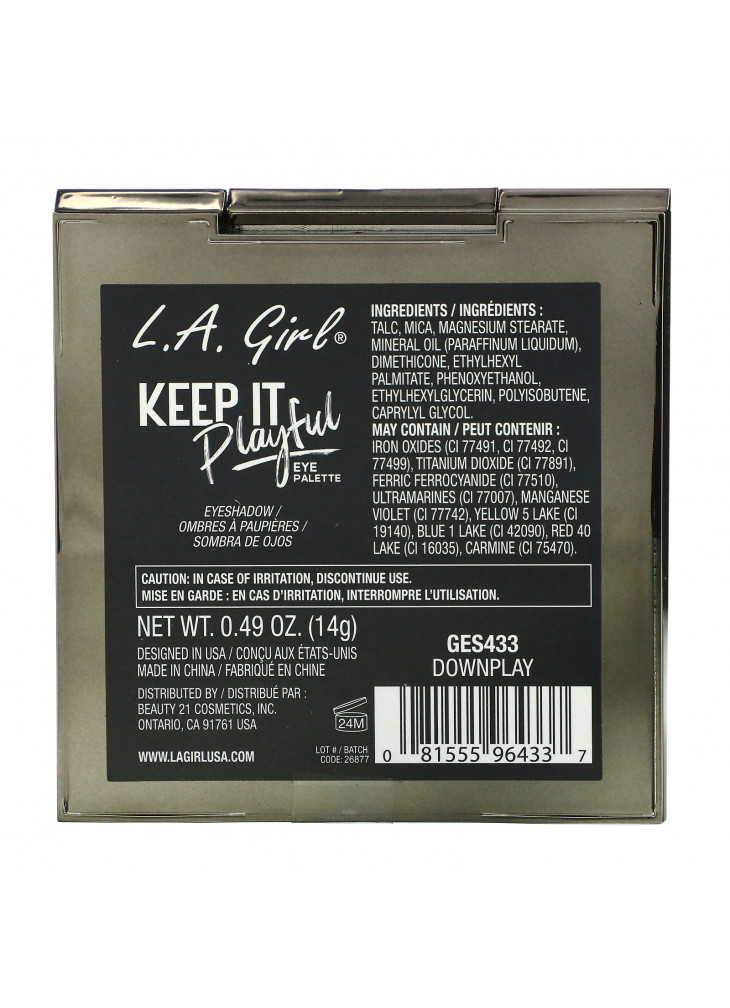 L.A. Girl®
KEEP IT
Playful
EYE
PALETTE
EYESHADOW /
OMBRES À PAUPIÈRES /
SOMBRA DE OJOS
INGREDIENTS / INGRÉDIENTS :
TALC, MICA, MAGNESIUM STEARATE,
MINERAL OIL (PARAFFINUM LIQUIDUM),
DIMETHICONE, ETHYLHEXYL
PALMITATE, PHENOXYETHANOL,
ETHYLHEXYLGLYCERIN, POLYISOBUTENE,
CAPRYLYL GLYCOL.
MAY CONTAIN / PEUT CONTENIR :
IRON OXIDES (CI 77491, CI 77492, CI
77499), TITANIUM DIOXIDE (CI 77891),
FERRIC FERROCYANIDE (CI 77510),
ULTRAMARINES (CI 77007), MANGANESE
VIOLET (CI 77742), YELLOW 5 LAKE (CI
19140), BLUE 1 LAKE (CI 42090), RED 40
LAKE (CI 16035), CARMINE (CI 75470).
CAUTION: IN CASE OF IRRITATION, DISCONTINUE USE.
MISE EN GARDE : EN CAS D'IRRITATION, INTERROMPRE L'UTILISATION.
NET WT. 0.49 OZ. (14g)
DESIGNED IN USA / CONÇU AUX ÉTATS-UNIS
MADE IN CHINA / FABRIQUÉ EN CHINE
DISTRIBUTED BY / DISTRIBUÉ PAR :
BEAUTY 21 COSMETICS, INC.
ONTARIO, CA 91761 USA
WWW.LAGIRLUSA.COM
24M
LOT # / BATCH
CODE: 26877
GES433
DOWNPLAY
0 81555 96433 7